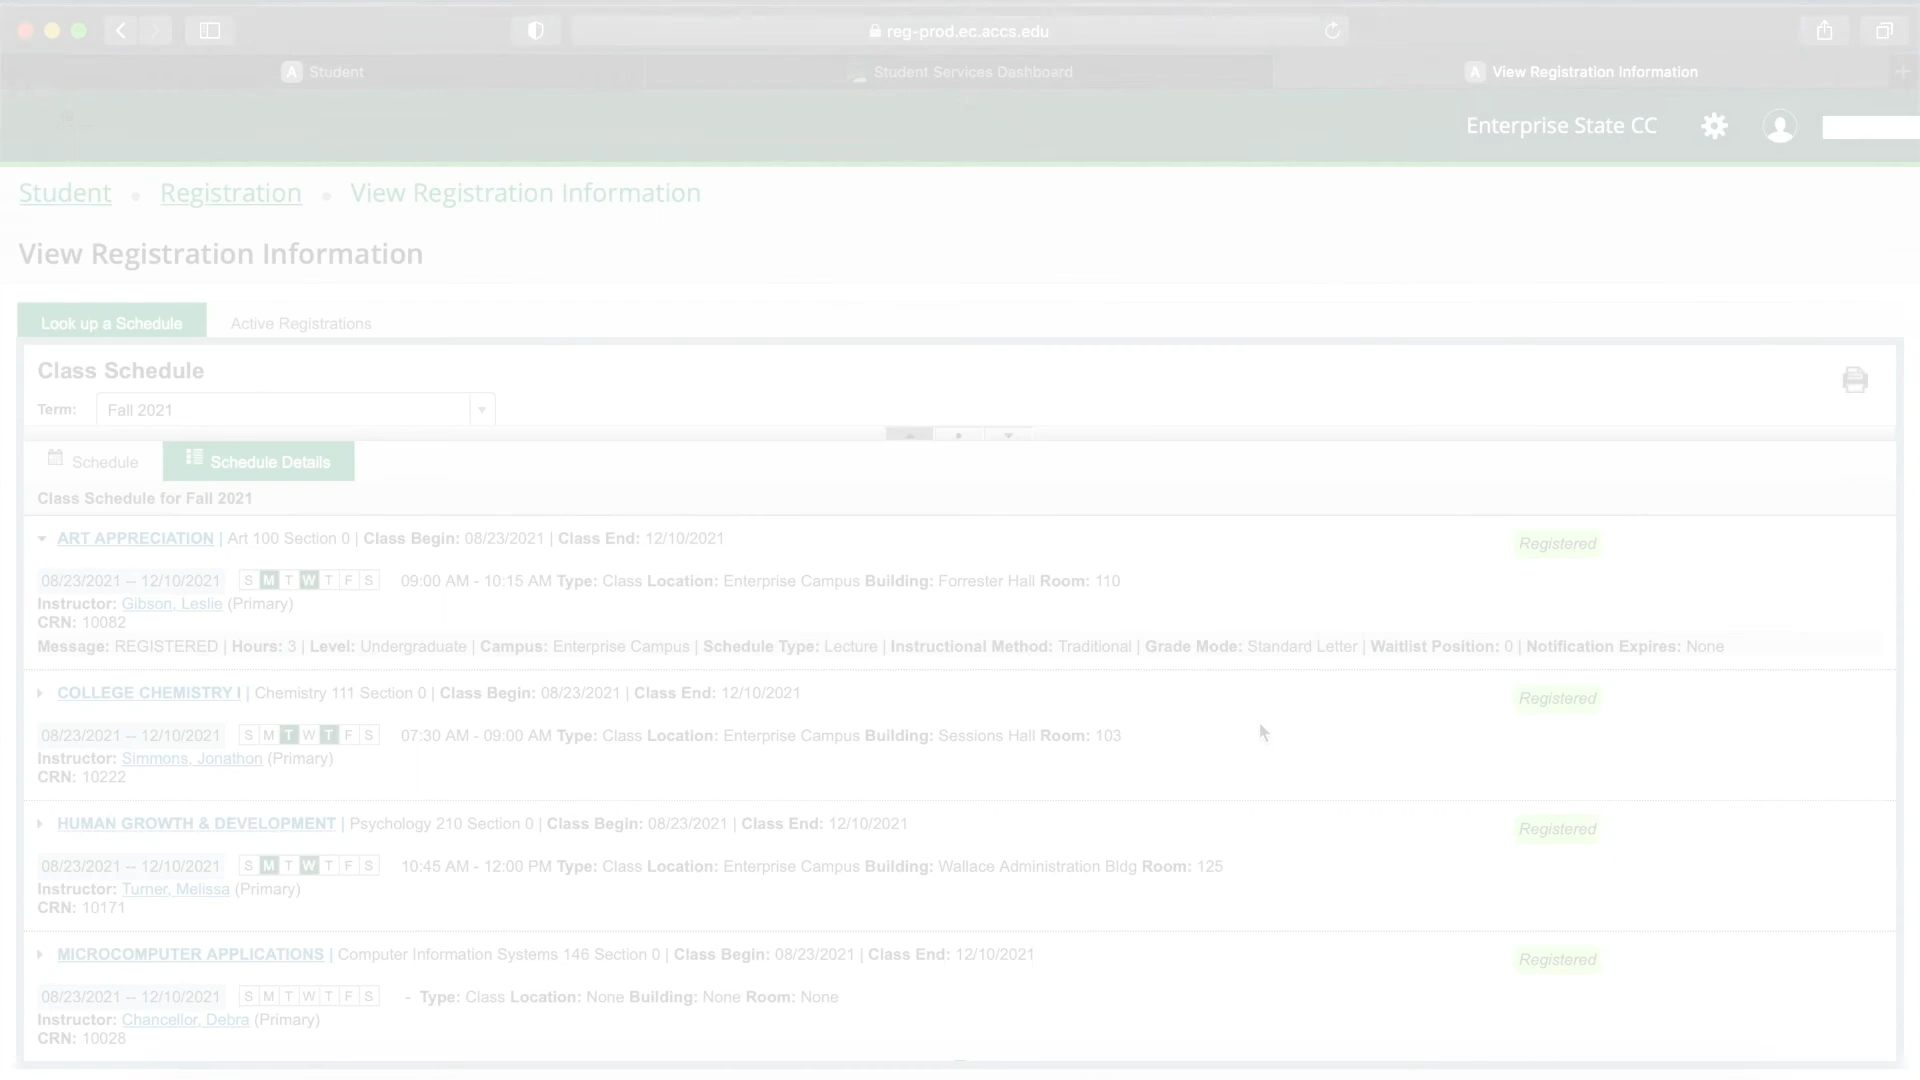 reg-prod.ec.accs.edu
A Student
Student Services Dashboard
A View Registration Information
Enterprise State CC
Student • Registration • View Registration Information
View Registration Information
Look up a Schedule
Active Registrations
Class Schedule
Term: Fall 2021
Schedule
Schedule Details
Class Schedule for Fall 2021
ART APPRECIATION | Art 100 Section 0 | Class Begin: 08/23/2021 | Class End: 12/10/2021
Registered
08/23/2021 -- 12/10/2021 S M T W T F S 09:00 AM - 10:15 AM Type: Class Location: Enterprise Campus Building: Forrester Hall Room: 110
Instructor: Gibson, Leslie (Primary)
CRN: 10082
Message: REGISTERED | Hours: 3 | Level: Undergraduate | Campus: Enterprise Campus | Schedule Type: Lecture | Instructional Method: Traditional | Grade Mode: Standard Letter | Waitlist Position: 0 | Notification Expires: None
COLLEGE CHEMISTRY I | Chemistry 111 Section 0 | Class Begin: 08/23/2021 | Class End: 12/10/2021
Registered
08/23/2021 -- 12/10/2021 S M T W T F S 07:30 AM - 09:00 AM Type: Class Location: Enterprise Campus Building: Sessions Hall Room: 103
Instructor: Simmons, Jonathon (Primary)
CRN: 10222
HUMAN GROWTH & DEVELOPMENT | Psychology 210 Section 0 | Class Begin: 08/23/2021 | Class End: 12/10/2021
Registered
08/23/2021 -- 12/10/2021 S M T W T F S 10:45 AM - 12:00 PM Type: Class Location: Enterprise Campus Building: Wallace Administration Bldg Room: 125
Instructor: Turner, Melissa (Primary)
CRN: 10171
MICROCOMPUTER APPLICATIONS | Computer Information Systems 146 Section 0 | Class Begin: 08/23/2021 | Class End: 12/10/2021
Registered
08/23/2021 -- 12/10/2021 S M T W T F S - Type: Class Location: None Building: None Room: None
Instructor: Chancellor, Debra (Primary)
CRN: 10028